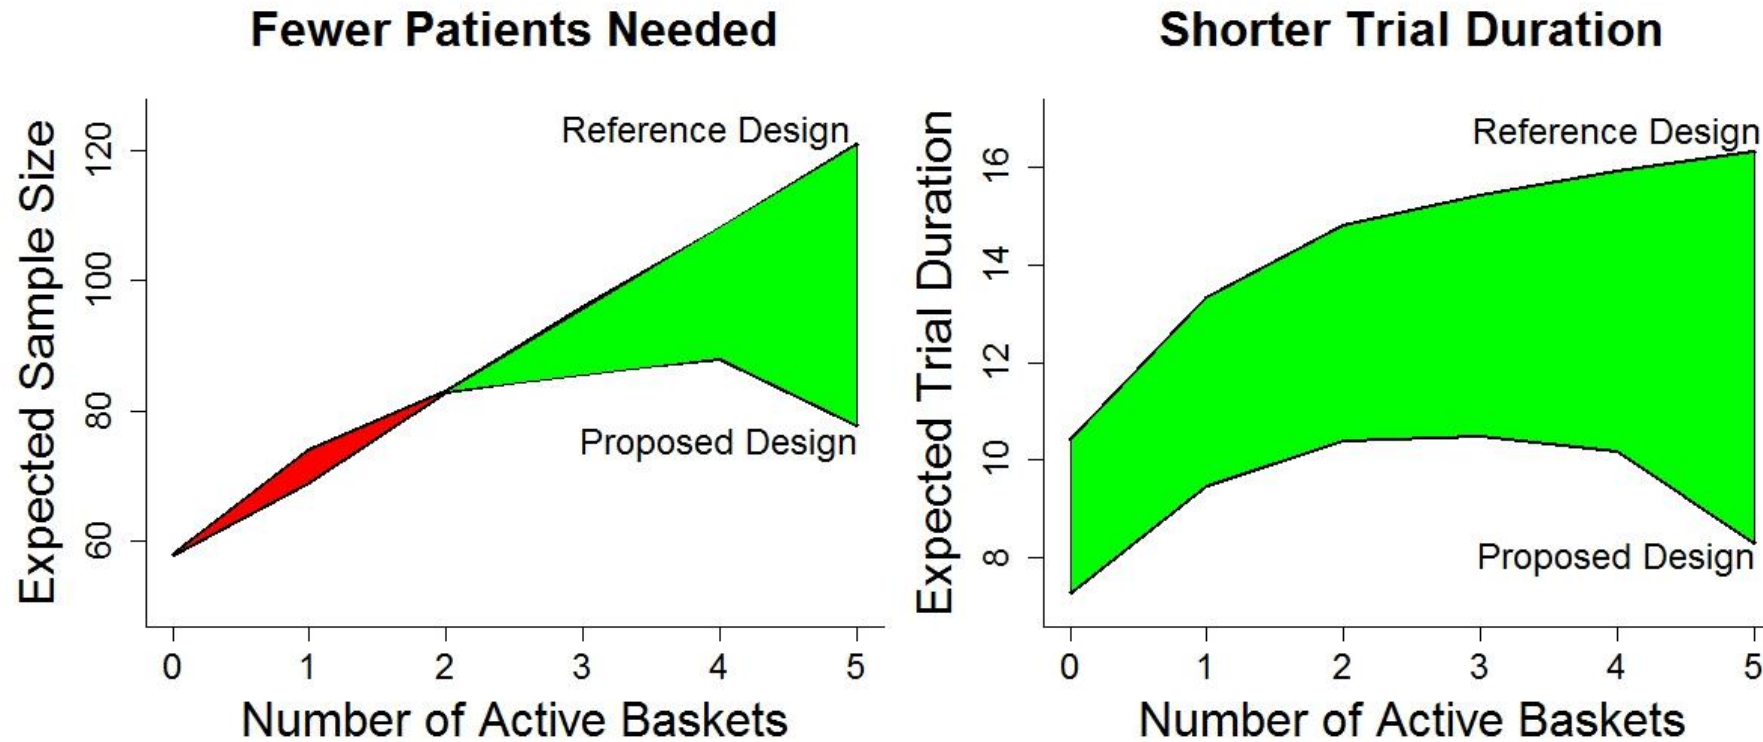 Fewer Patients Needed
Expected Sample Size
120
100
80
60
Reference Design
Proposed Design
0 1 2 3 4 5
Number of Active Baskets
Shorter Trial Duration
Expected Trial Duration
16
14
12
10
8
Reference Design
Proposed Design
0 1 2 3 4 5
Number of Active Baskets